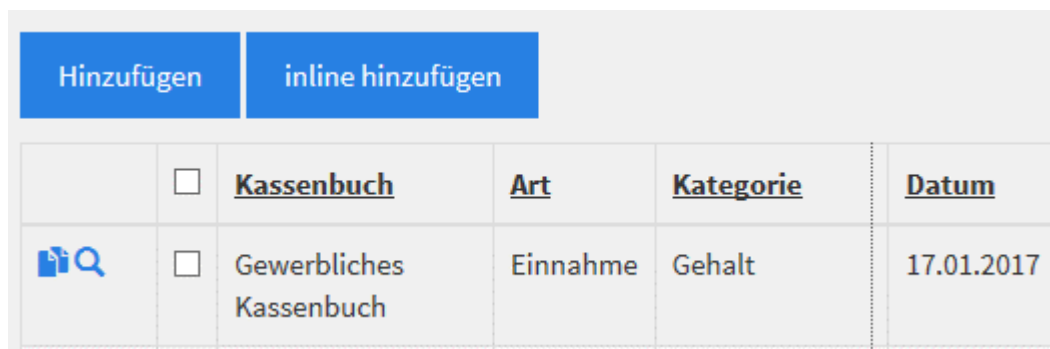 Hinzufügen inline hinzufügen
Kassenbuch Art Kategorie Datum
Gewerbliches Einnahme Gehalt 17.01.2017
Kassenbuch